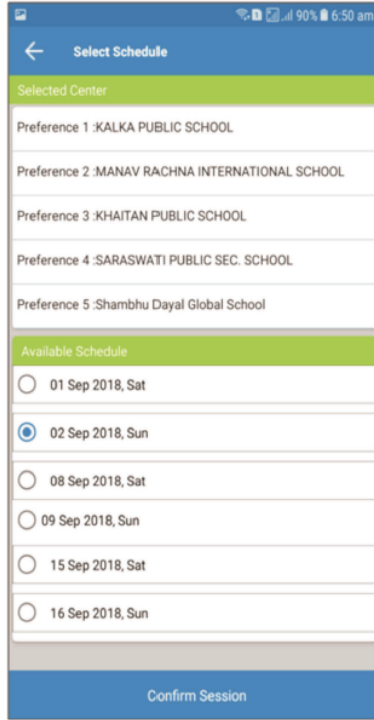 90% 6:50 am
Select Schedule
Selected Center
Preference 1 :KALKA PUBLIC SCHOOL
Preference 2 :MANAV RACHNA INTERNATIONAL SCHOOL
Preference 3 :KHAITAN PUBLIC SCHOOL
Preference 4 :SARASWATI PUBLIC SEC. SCHOOL
Preference 5 :Shambhu Dayal Global School
Available Schedule
01 Sep 2018, Sat
02 Sep 2018, Sun
08 Sep 2018, Sat
09 Sep 2018, Sun
15 Sep 2018, Sat
16 Sep 2018, Sun
Confirm Session